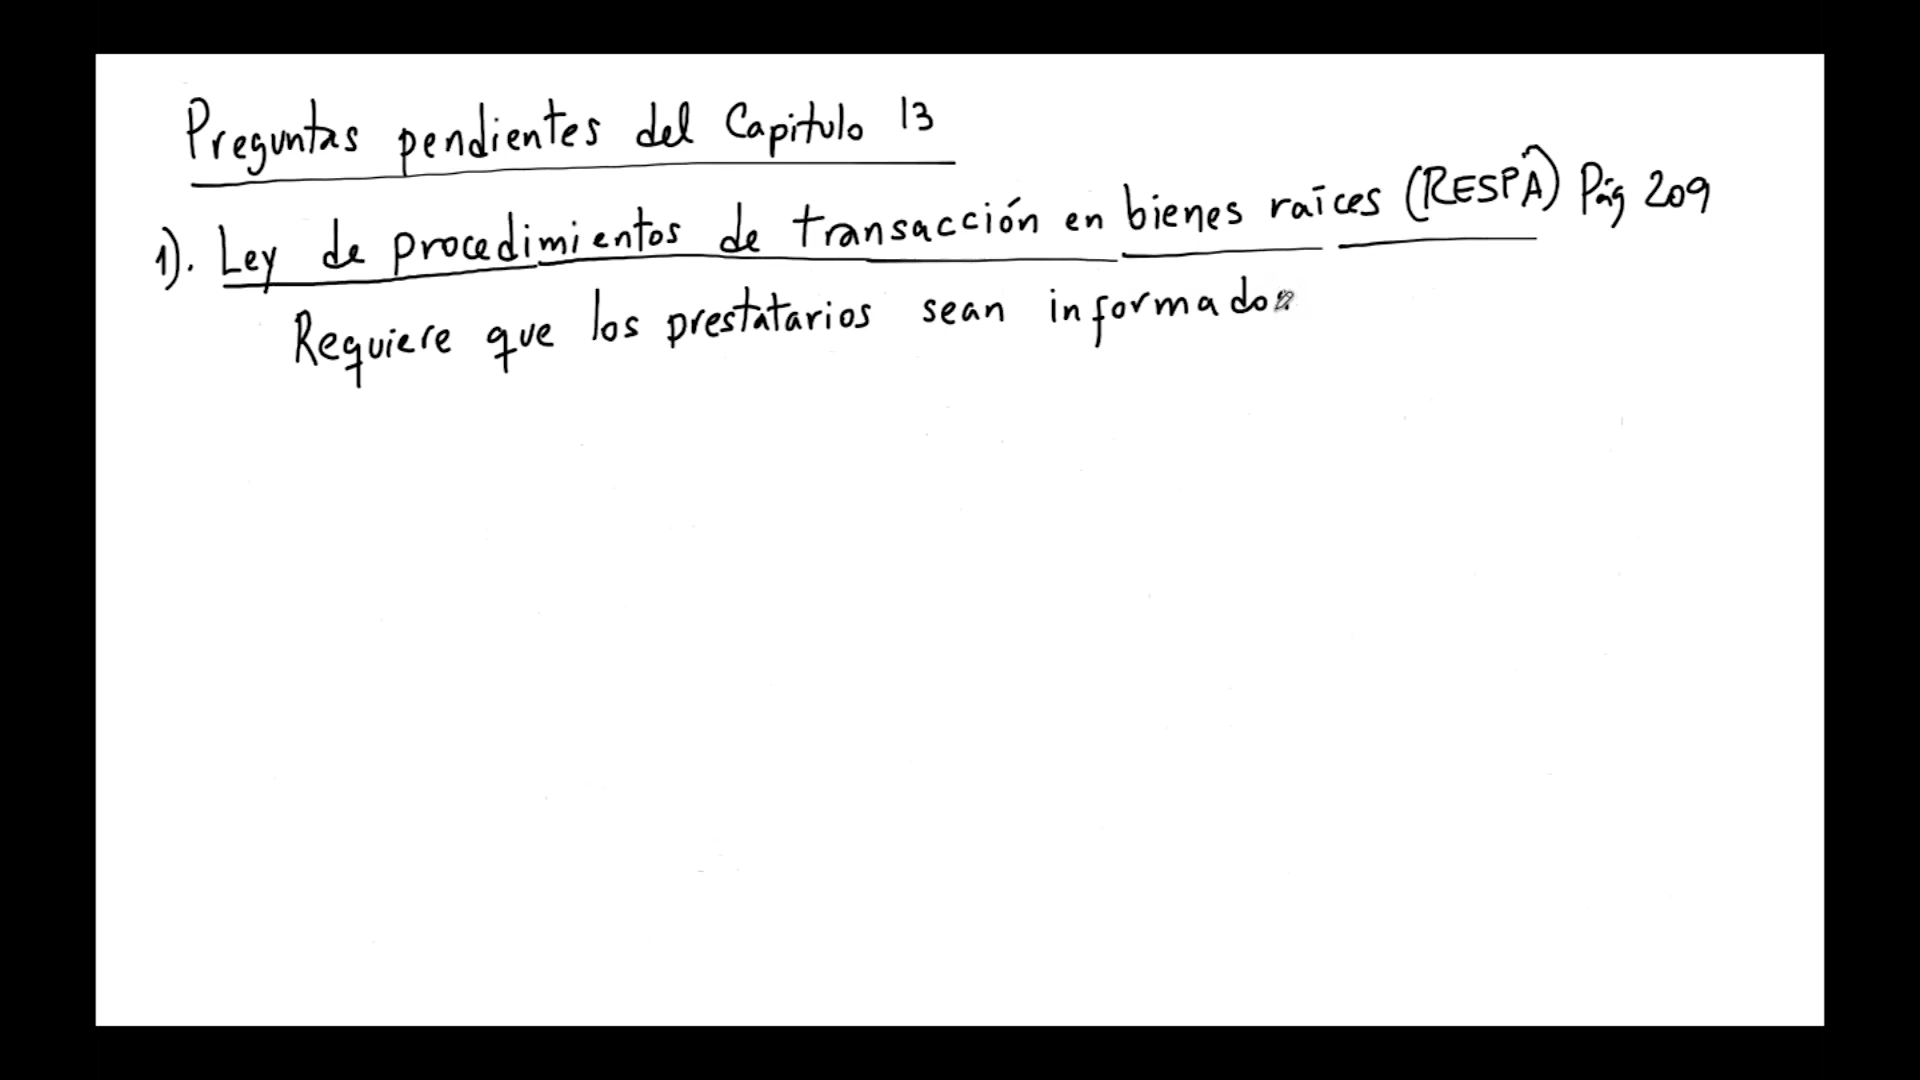 Preguntas pendientes del Capitulo 13
1). Ley de procedimientos de transacción en bienes raíces (RESPA) Pág 209
Requiere que los prestatarios sean informados